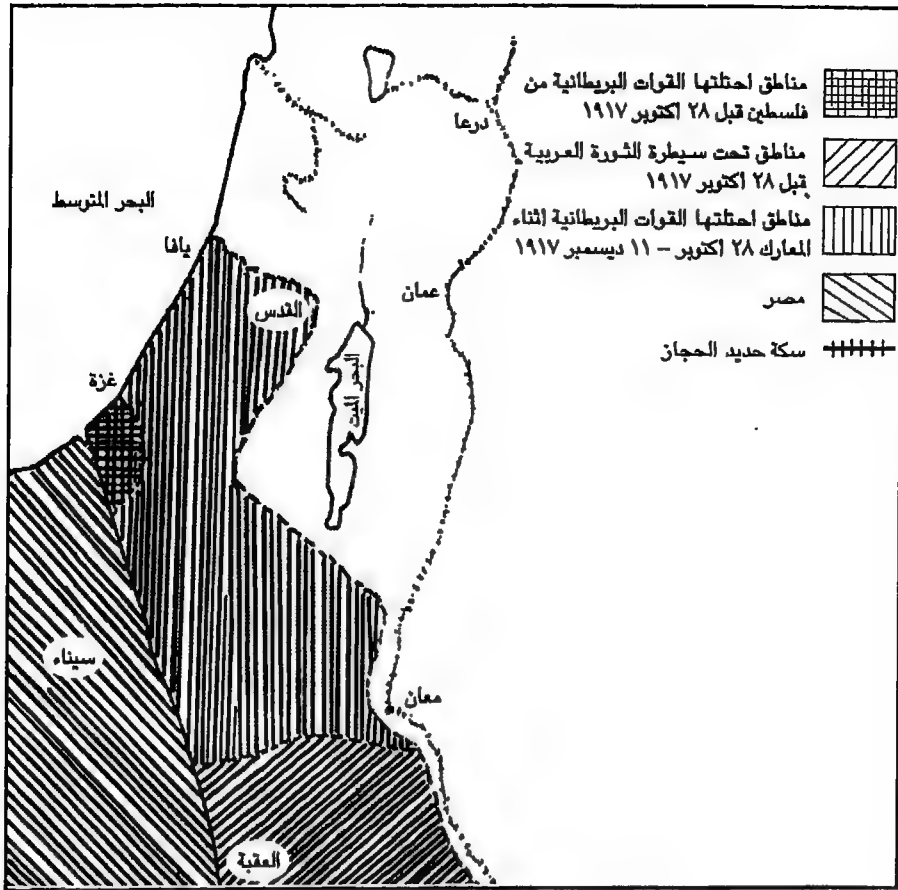 مناطق احتلتها القوات البريطانية من
فلسطين قبل ٢٨ اكتوبر ١٩١٧
مناطق تحت سيطرة الثورة العربية
قبل ٢٨ اكتوبر ١٩١٧
مناطق احتلتها القوات البريطانية اثناء
المعارك ٢٨ اكتوبر – ١١ ديسمبر ١٩١٧
مصر
سكة حديد الحجاز
درعا
البحر المتوسط
يافا
عمان
القدس
البحر الميت
غزة
سيناء
معان
العقبة